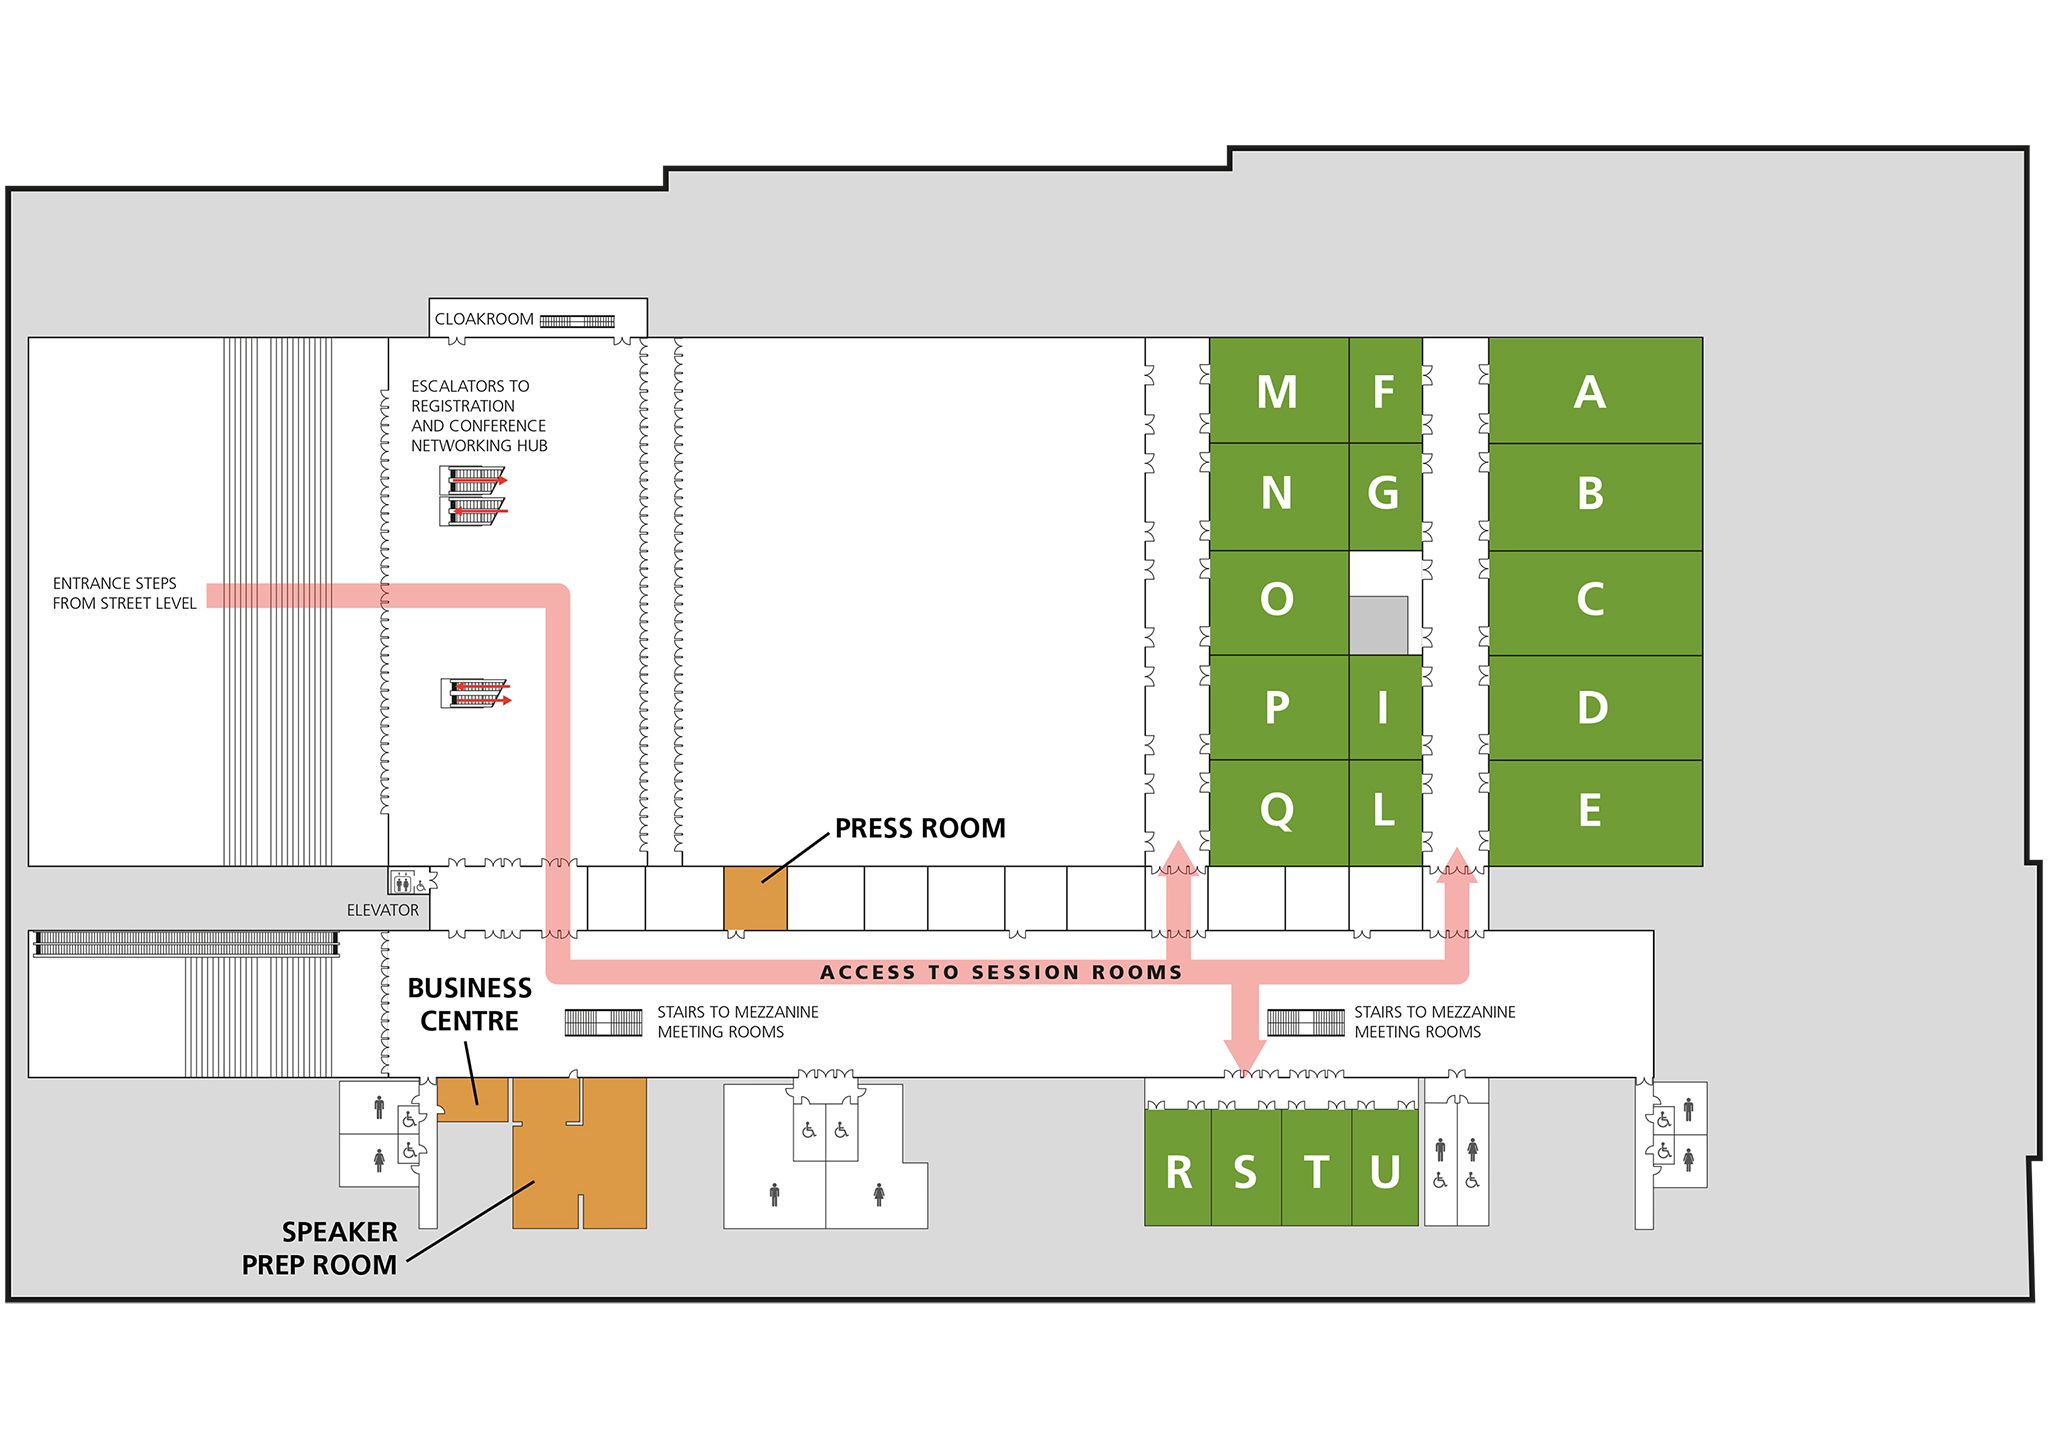 CLOAKROOM
ESCALATORS TO
REGISTRATION
AND CONFERENCE
NETWORKING HUB
M
F
A
N
G
B
ENTRANCE STEPS
FROM STREET LEVEL
O
C
P
I
D
Q
L
E
PRESS ROOM
ELEVATOR
ACCESS TO SESSION ROOMS
BUSINESS
CENTRE
STAIRS TO MEZZANINE
MEETING ROOMS
STAIRS TO MEZZANINE
MEETING ROOMS
R
S
T
U
SPEAKER
PREP ROOM